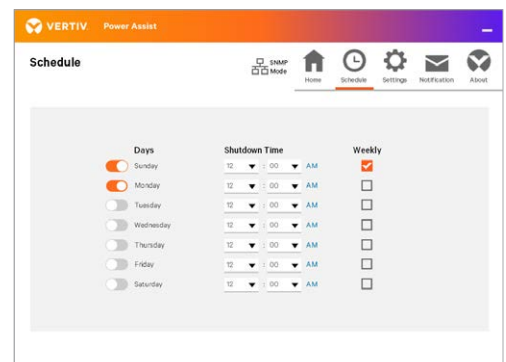 VERTIV. Power Assist
Schedule
SNMP
Mode
Home Schedule Settings Notification About
Days Shutdown Time Weekly
Sunday 12 : 00 AM
Monday 12 : 00 AM
Tuesday 12 : 00 AM
Wednesday 12 : 00 AM
Thursday 12 : 00 AM
Friday 12 : 00 AM
Saturday 12 : 00 AM